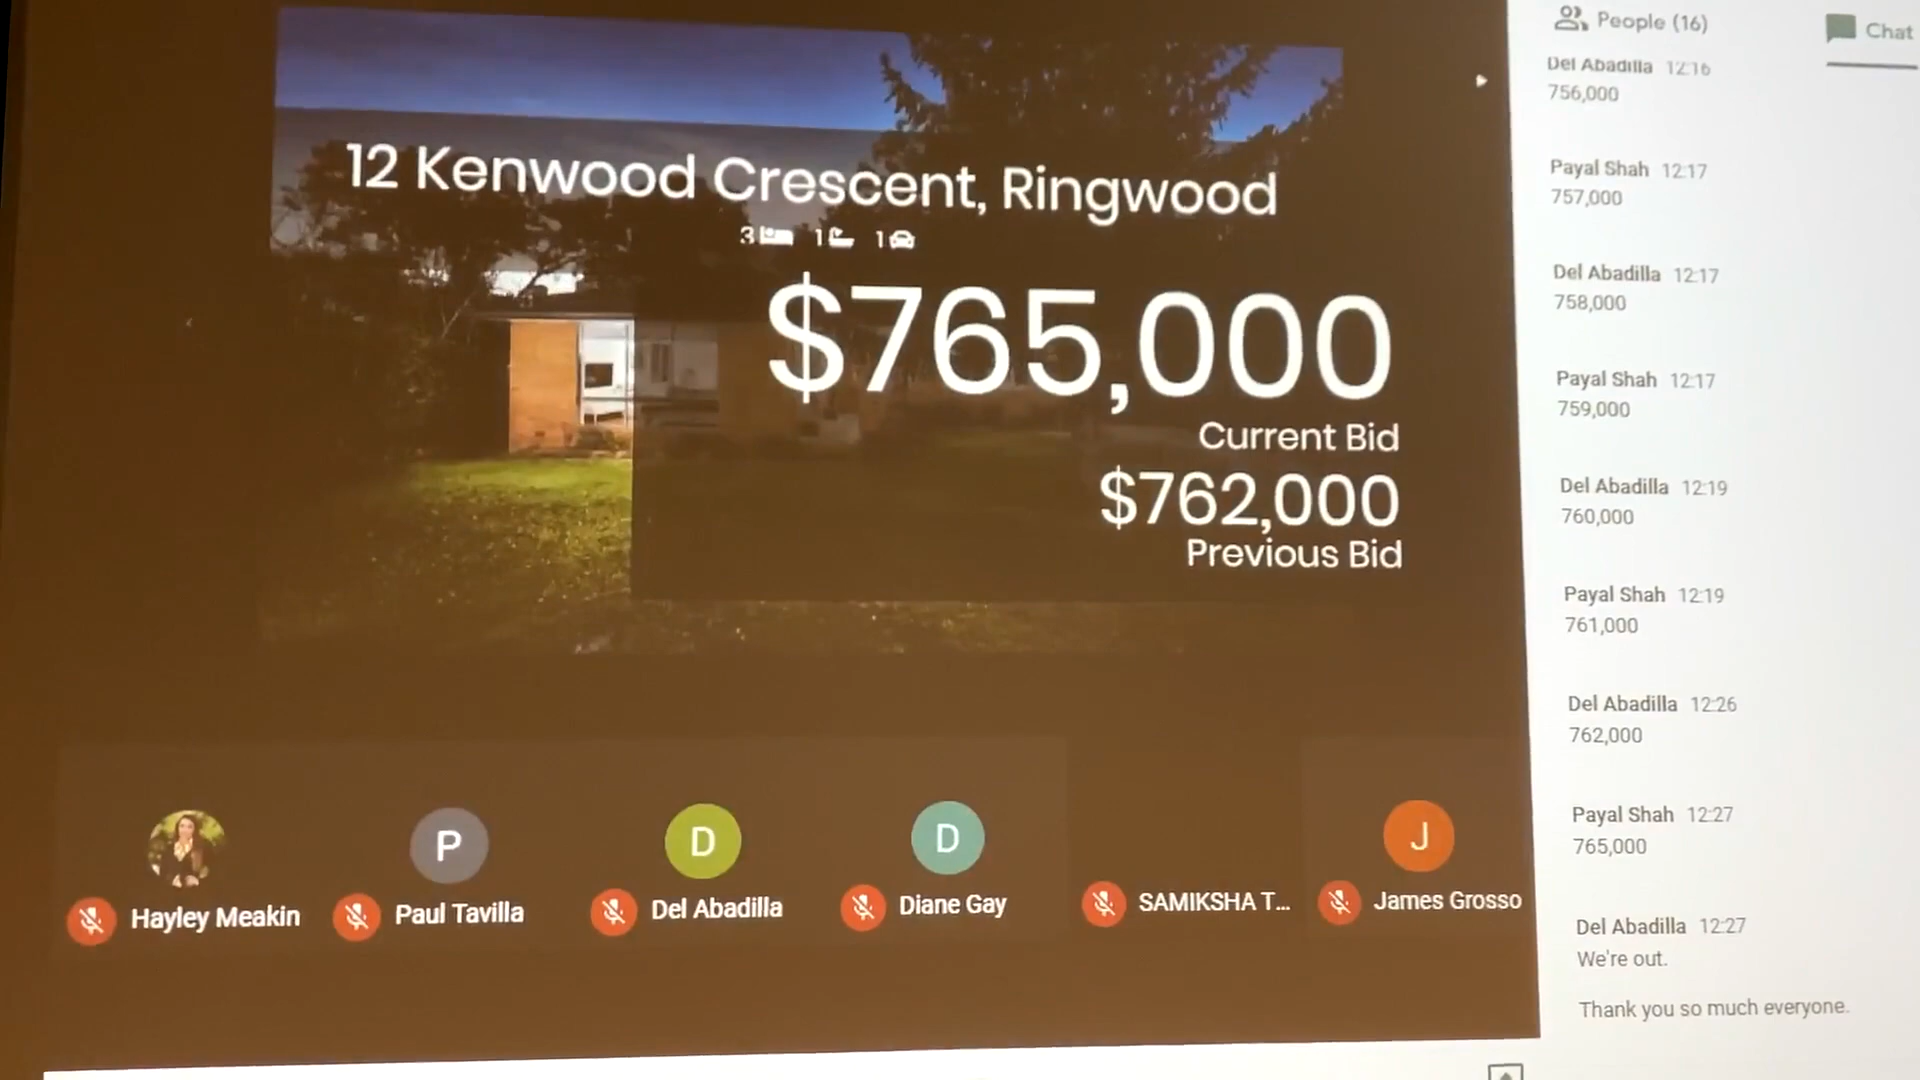 12 Kenwood Crescent, Ringwood
3 1 1
$765,000
Current Bid
$762,000
Previous Bid
P
D
D
J
Hayley Meakin
Paul Tavilla
Del Abadilla
Diane Gay
SAMIKSHA T...
James Grosso
People (16)
Chat
Del Abadilla 12:16
756,000
Payal Shah 12:17
757,000
Del Abadilla 12:17
758,000
Payal Shah 12:17
759,000
Del Abadilla 12:19
760,000
Payal Shah 12:19
761,000
Del Abadilla 12:26
762,000
Payal Shah 12:27
765,000
Del Abadilla 12:27
We're out.
Thank you so much everyone.